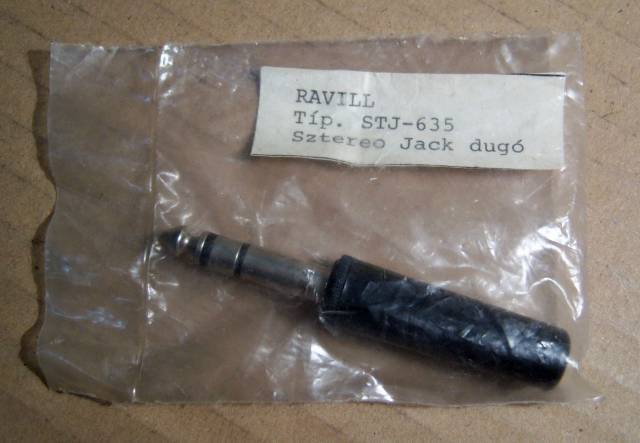 RAVILL
Típ. STJ-635
Sztereo Jack dugó